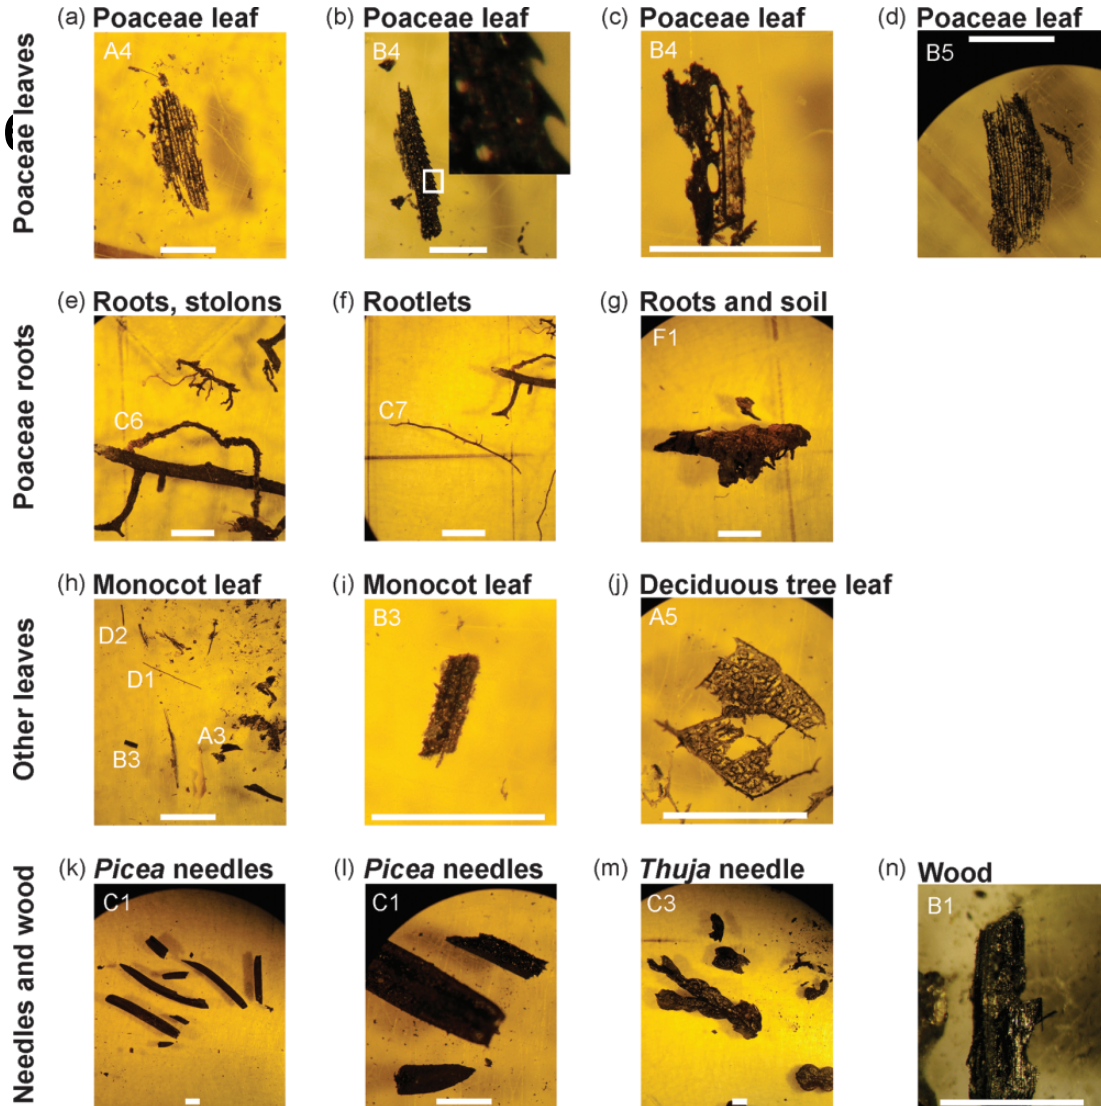 (a) Poaceae leaf
(b) Poaceae leaf
(c) Poaceae leaf
(d) Poaceae leaf
Poaceae leaves
A4
B4
B4
B5
(e) Roots, stolons
(f) Rootlets
(g) Roots and soil
Poaceae roots
C6
C7
F1
(h) Monocot leaf
(i) Monocot leaf
(j) Deciduous tree leaf
Other leaves
D2
D1
B3
A3
B3
A5
(k) Picea needles
(l) Picea needles
(m) Thuja needle
(n) Wood
Needles and wood
C1
C1
C3
B1